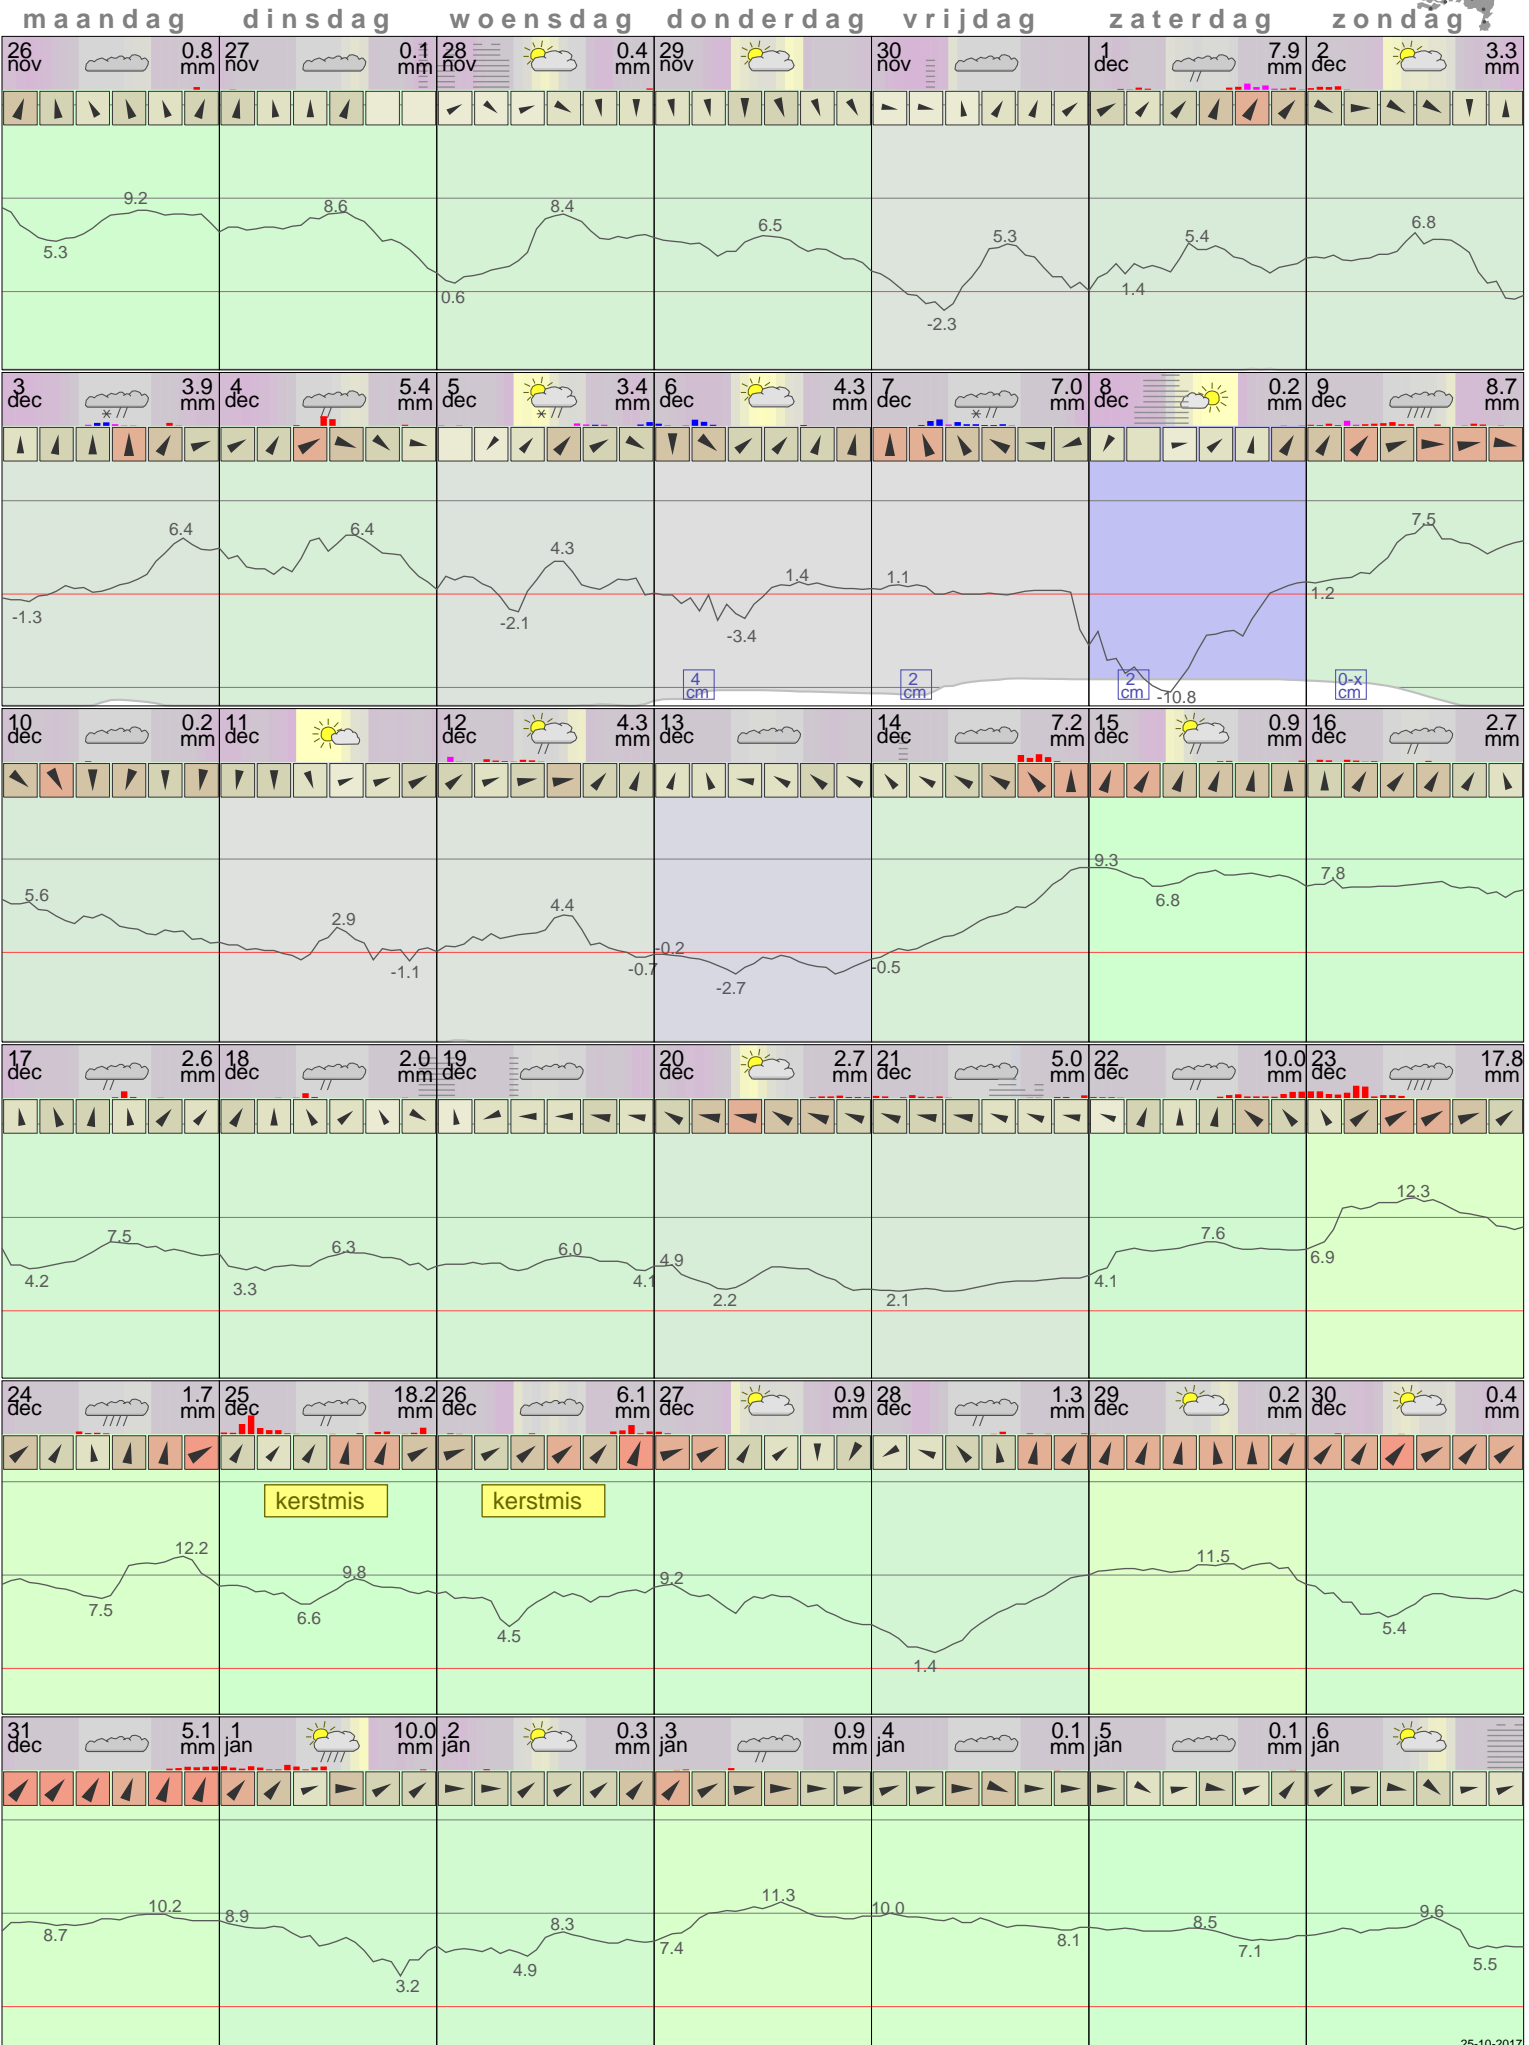 maandag dinsdag woensdag donderdag vrijdag zaterdag zondag
26 nov 0.8 mm 27 nov 0.1 mm 28 nov 0.4 mm 29 nov 30 nov 1 dec 7.9 mm 2 dec 3.3 mm
9.2 8.6 8.4 6.5 5.3 5.4 6.8
5.3 0.6 -2.3 1.4
3 dec 3.9 mm 4 dec 5.4 mm 5 dec 3.4 mm 6 dec 4.3 mm 7 dec 7.0 mm 8 dec 0.2 mm 9 dec 8.7 mm
6.4 6.4 4.3 1.4 1.1 7.5
-1.3 -2.1 -3.4 -10.8 1.2
4 cm 2 cm 2 cm 0-x cm
10 dec 0.2 mm 11 dec 12 dec 4.3 mm 13 dec 14 dec 7.2 mm 15 dec 0.9 mm 16 dec 2.7 mm
5.6 2.9 4.4 -0.2 9.3 7.8
-1.1 -0.7 -2.7 -0.5 6.8
17 dec 2.6 mm 18 dec 2.0 mm 19 dec 20 dec 2.7 mm 21 dec 5.0 mm 22 dec 10.0 mm 23 dec 17.8 mm
7.5 6.3 6.0 4.9 7.6 12.3
4.2 3.3 4.1 2.2 2.1 4.1 6.9
24 dec 1.7 mm 25 dec 18.2 mm 26 dec 6.1 mm 27 dec 0.9 mm 28 dec 1.3 mm 29 dec 0.2 mm 30 dec 0.4 mm
kerstmis kerstmis
12.2 9.8 9.2 11.5
7.5 6.6 4.5 1.4 5.4
31 dec 5.1 mm 1 jan 10.0 mm 2 jan 0.3 mm 3 jan 0.9 mm 4 jan 0.1 mm 5 jan 0.1 mm 6 jan
10.2 8.9 8.3 11.3 10.0 8.5 9.6
8.7 3.2 4.9 7.4 8.1 7.1 5.5
25-10-2017